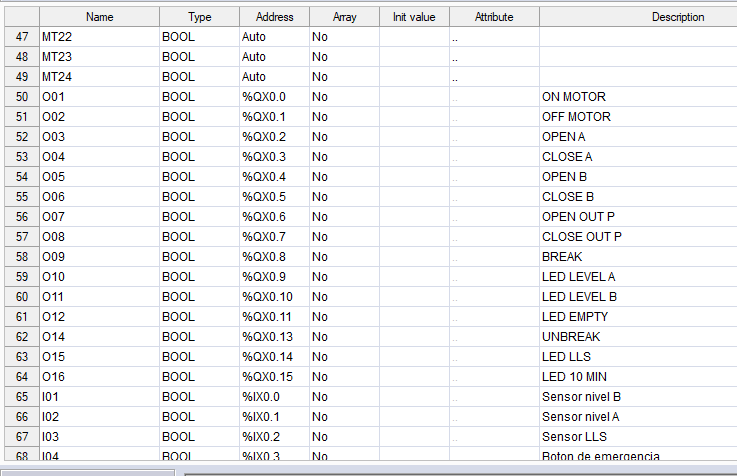 Name Type Address Array Init value Attribute Description
47 MT22 BOOL Auto No ..
48 MT23 BOOL Auto No ..
49 MT24 BOOL Auto No ..
50 O01 BOOL %QX0.0 No .. ON MOTOR
51 O02 BOOL %QX0.1 No .. OFF MOTOR
52 O03 BOOL %QX0.2 No .. OPEN A
53 O04 BOOL %QX0.3 No .. CLOSE A
54 O05 BOOL %QX0.4 No .. OPEN B
55 O06 BOOL %QX0.5 No .. CLOSE B
56 O07 BOOL %QX0.6 No .. OPEN OUT P
57 O08 BOOL %QX0.7 No .. CLOSE OUT P
58 O09 BOOL %QX0.8 No .. BREAK
59 O10 BOOL %QX0.9 No .. LED LEVEL A
60 O11 BOOL %QX0.10 No .. LED LEVEL B
61 O12 BOOL %QX0.11 No .. LED EMPTY
62 O14 BOOL %QX0.13 No .. UNBREAK
63 O15 BOOL %QX0.14 No .. LED LLS
64 O16 BOOL %QX0.15 No .. LED 10 MIN
65 I01 BOOL %IX0.0 No .. Sensor nivel B
66 I02 BOOL %IX0.1 No .. Sensor nivel A
67 I03 BOOL %IX0.2 No .. Sensor LLS
68 I04 BOOL %IX0.3 No .. Boton de emergencia